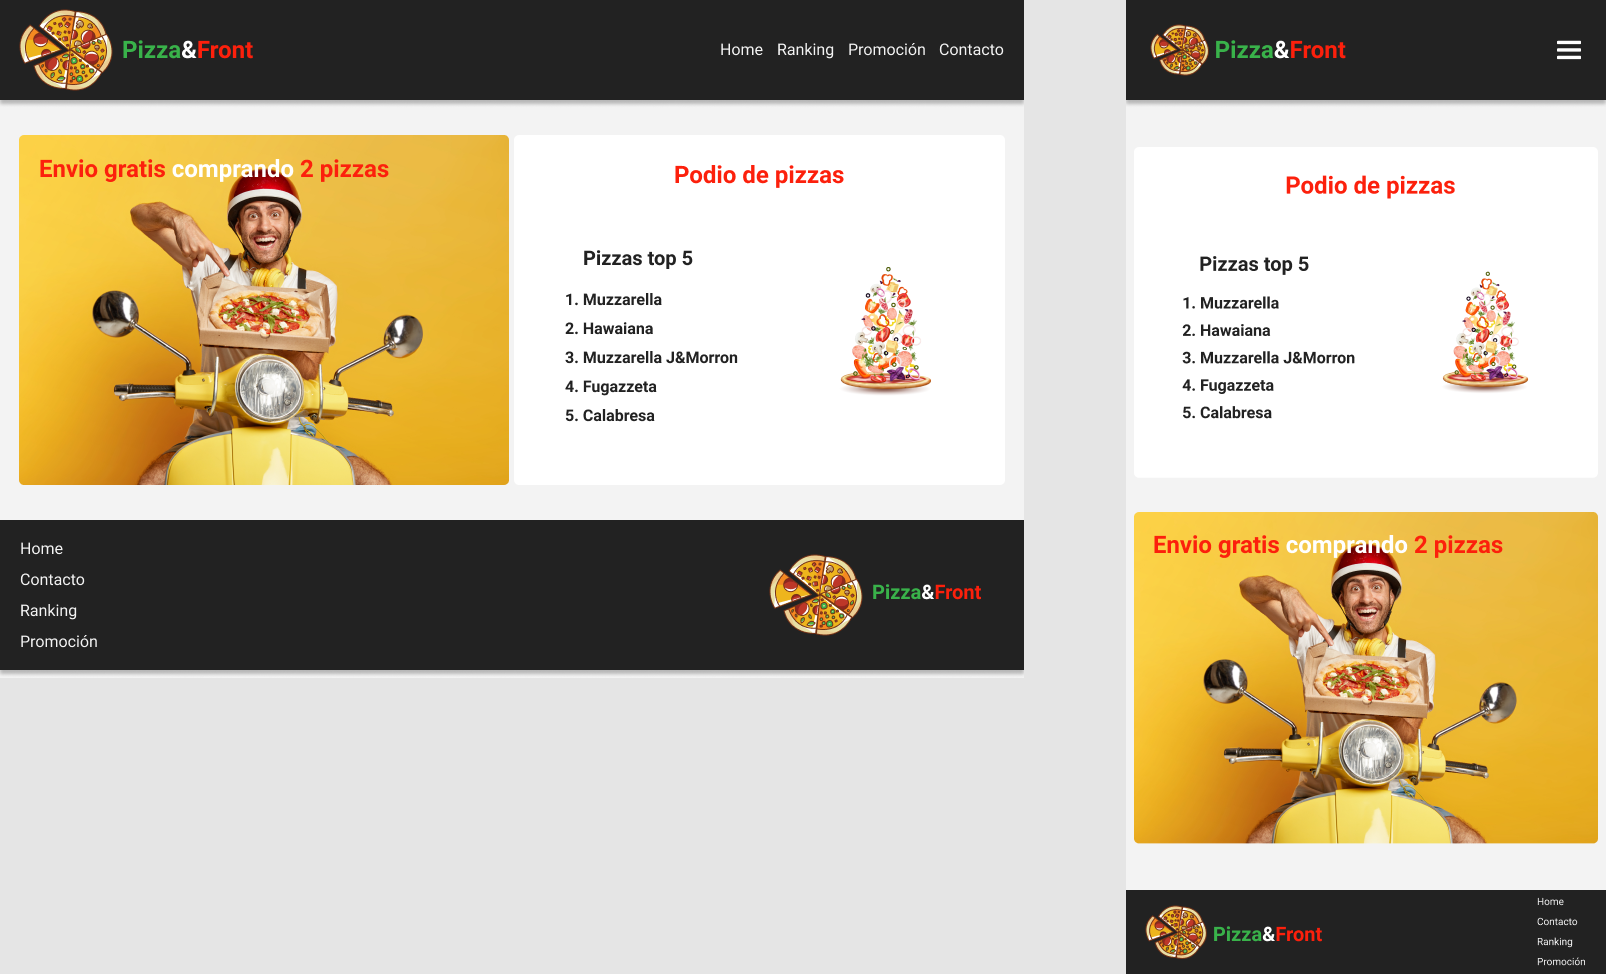 Pizza&Front
Home Ranking Promoción Contacto
Envio gratis comprando 2 pizzas
Podio de pizzas
Pizzas top 5
1. Muzzarella
2. Hawaiana
3. Muzzarella J&Morron
4. Fugazzeta
5. Calabresa
Home
Contacto
Ranking
Promoción
Pizza&Front
Pizza&Front
Podio de pizzas
Pizzas top 5
1. Muzzarella
2. Hawaiana
3. Muzzarella J&Morron
4. Fugazzeta
5. Calabresa
Envio gratis comprando 2 pizzas
Pizza&Front
Home
Contacto
Ranking
Promoción